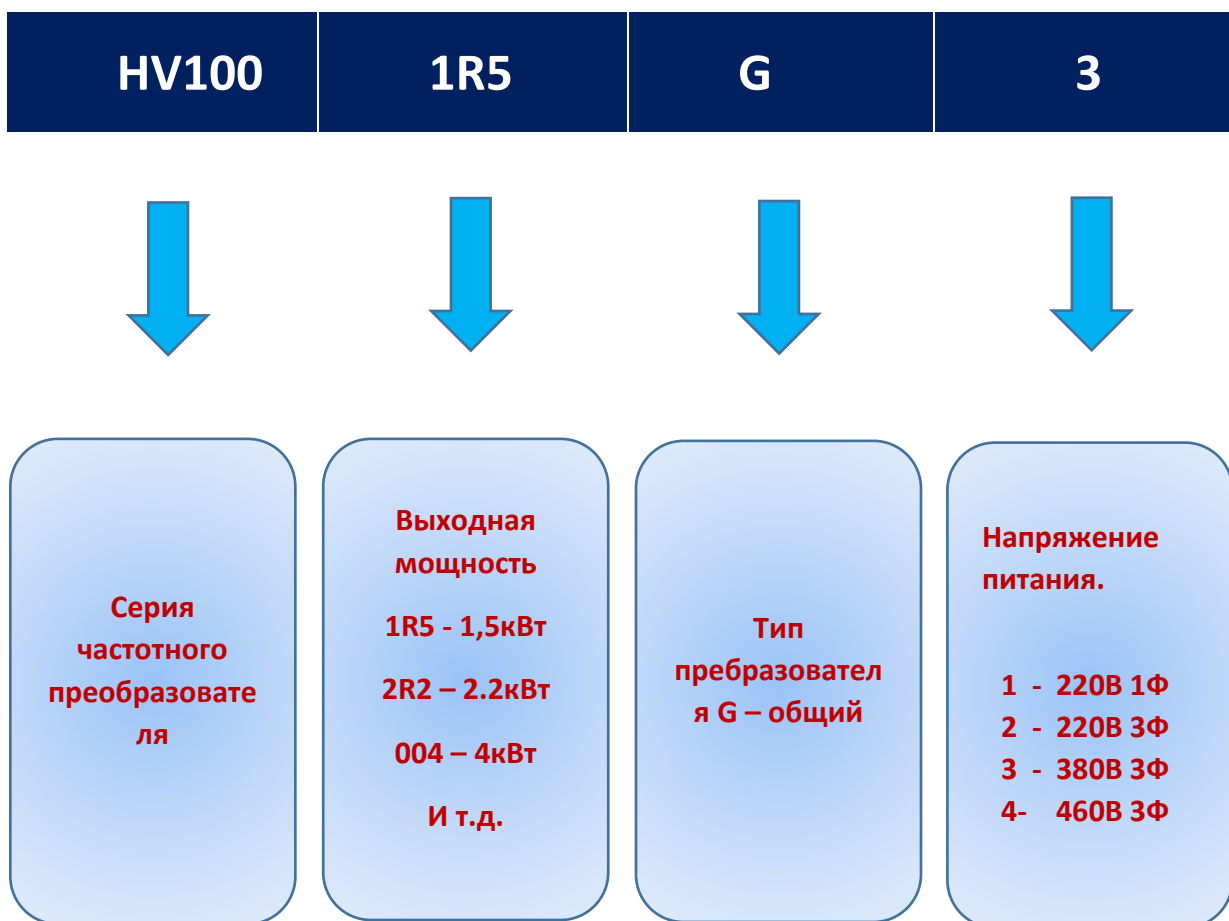 HV100
1R5
G
3
Серия
частотного
преобразовате
ля
Выходная
мощность
1R5 - 1,5кВт
2R2 – 2.2кВт
004 – 4кВт
И т.д.
Тип
пребразовател
я G – общий
Напряжение
питания.
1 - 220В 1Ф
2 - 220В 3Ф
3 - 380В 3Ф
4- 460В 3Ф